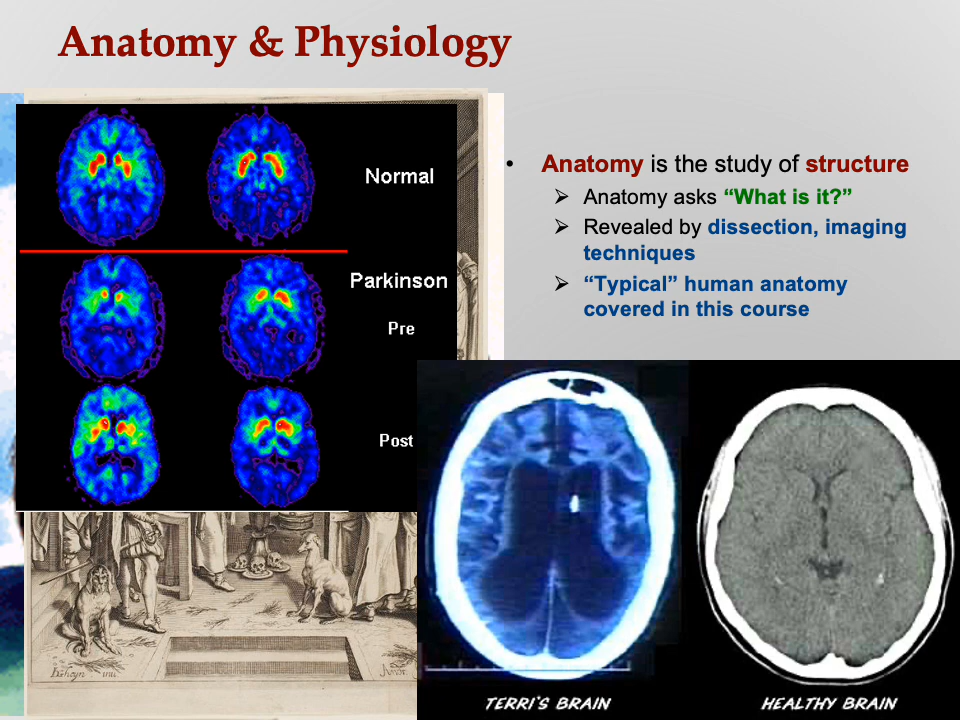 Anatomy & Physiology
Normal
Parkinson
Pre
Post
• Anatomy is the study of structure
➢ Anatomy asks “What is it?”
➢ Revealed by dissection, imaging
techniques
➢ “Typical” human anatomy
covered in this course
TERRI'S BRAIN
HEALTHY BRAIN